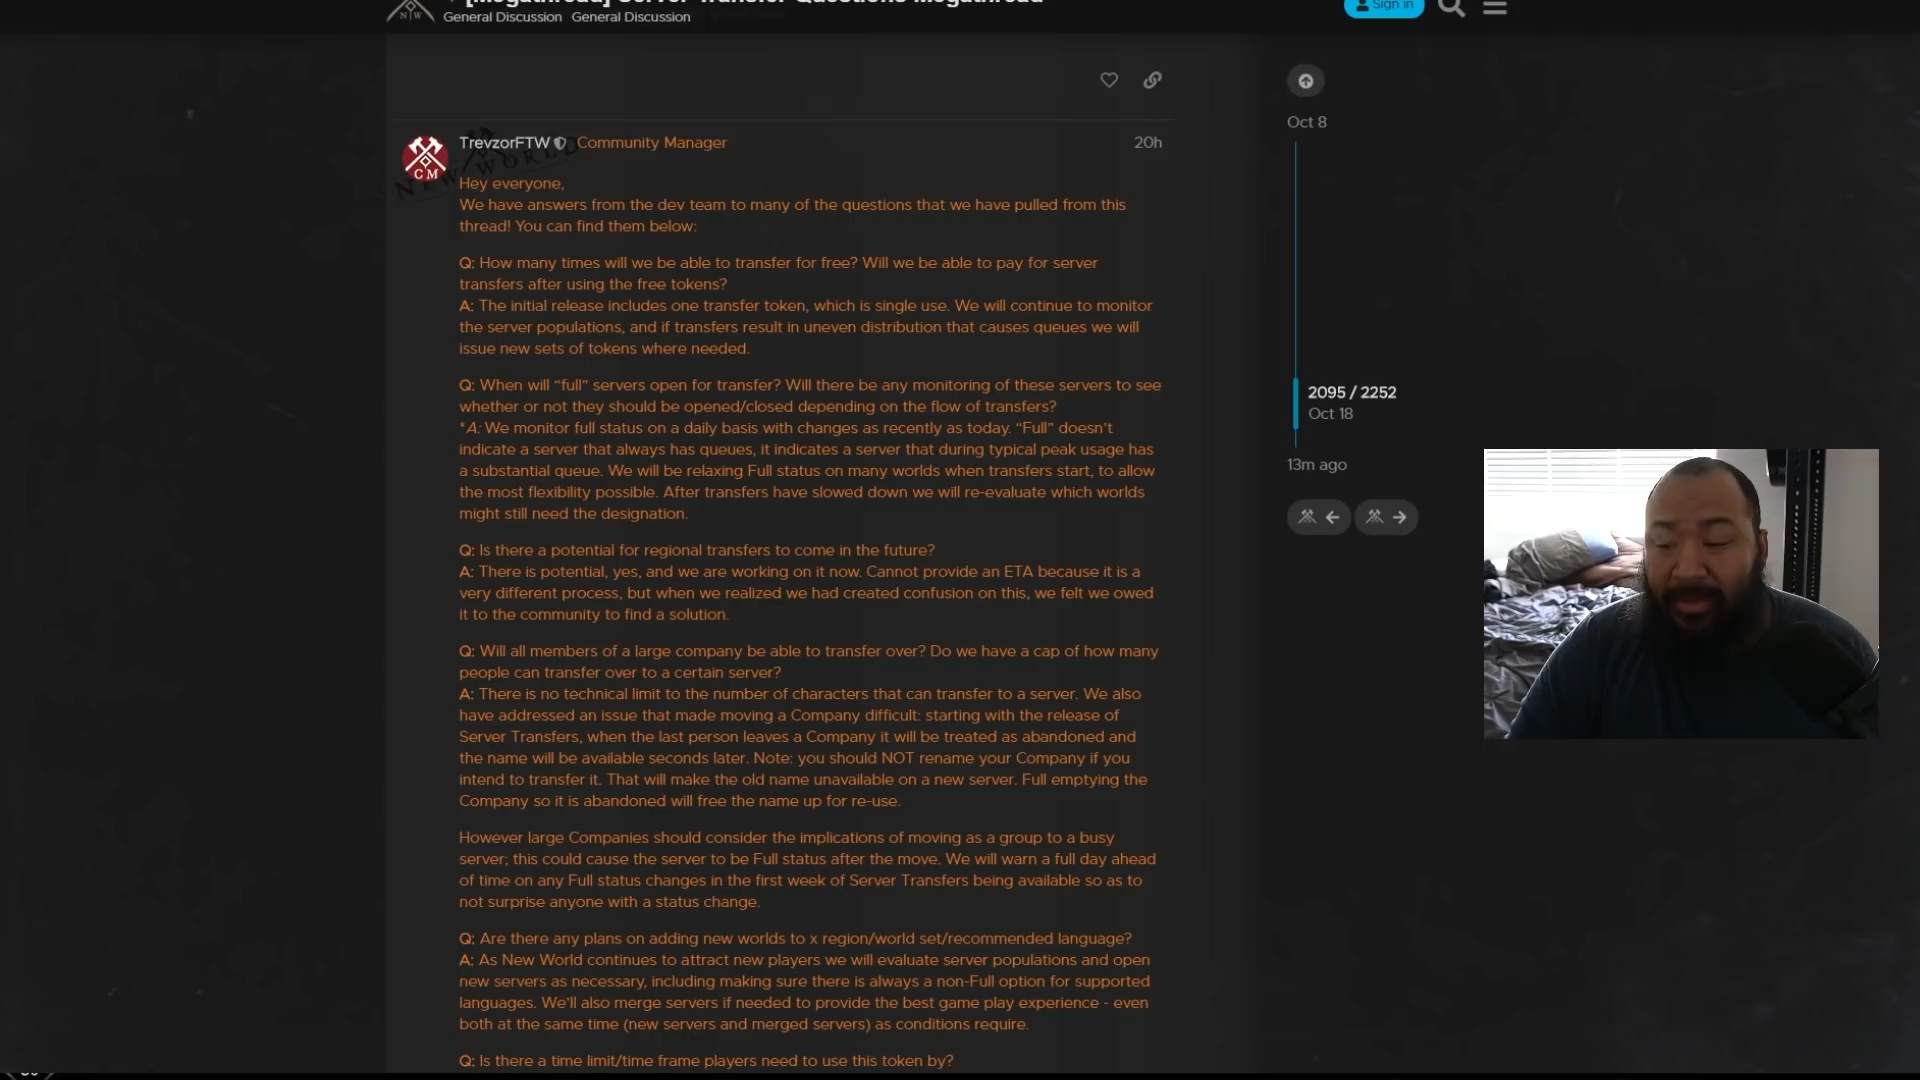 [Megathread] Server Transfer Questions Megathread
General Discussion General Discussion
Sign in
TrevzorFTW Community Manager 20h
CM
NEW WORLD
Hey everyone,
We have answers from the dev team to many of the questions that we have pulled from this
thread! You can find them below:
Q: How many times will we be able to transfer for free? Will we be able to pay for server
transfers after using the free tokens?
A: The initial release includes one transfer token, which is single use. We will continue to monitor
the server populations, and if transfers result in uneven distribution that causes queues we will
issue new sets of tokens where needed.
Q: When will “full” servers open for transfer? Will there be any monitoring of these servers to see
whether or not they should be opened/closed depending on the flow of transfers?
*A: We monitor full status on a daily basis with changes as recently as today. “Full” doesn’t
indicate a server that always has queues, it indicates a server that during typical peak usage has
a substantial queue. We will be relaxing Full status on many worlds when transfers start, to allow
the most flexibility possible. After transfers have slowed down we will re-evaluate which worlds
might still need the designation.
Q: Is there a potential for regional transfers to come in the future?
A: There is potential, yes, and we are working on it now. Cannot provide an ETA because it is a
very different process, but when we realized we had created confusion on this, we felt we owed
it to the community to find a solution.
Q: Will all members of a large company be able to transfer over? Do we have a cap of how many
people can transfer over to a certain server?
A: There is no technical limit to the number of characters that can transfer to a server. We also
have addressed an issue that made moving a Company difficult: starting with the release of
Server Transfers, when the last person leaves a Company it will be treated as abandoned and
the name will be available seconds later. Note: you should NOT rename your Company if you
intend to transfer it. That will make the old name unavailable on a new server. Full emptying the
Company so it is abandoned will free the name up for re-use.
However large Companies should consider the implications of moving as a group to a busy
server; this could cause the server to be Full status after the move. We will warn a full day ahead
of time on any Full status changes in the first week of Server Transfers being available so as to
not surprise anyone with a status change.
Q: Are there any plans on adding new worlds to x region/world set/recommended language?
A: As New World continues to attract new players we will evaluate server populations and open
new servers as necessary, including making sure there is always a non-Full option for supported
languages. We’ll also merge servers if needed to provide the best game play experience - even
both at the same time (new servers and merged servers) as conditions require.
Q: Is there a time limit/time frame players need to use this token by?
Oct 8
2095 / 2252
Oct 18
13m ago